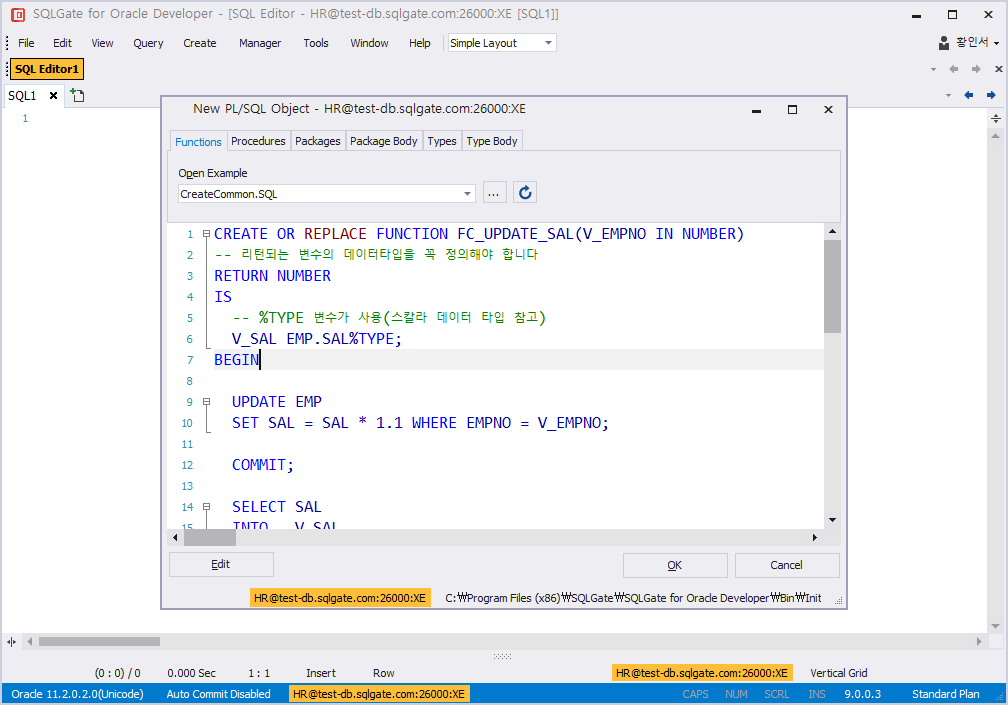 SQLGate for Oracle Developer - [SQL Editor - HR@test-db.sqlgate.com:26000:XE [SQL1]]
File Edit View Query Create Manager Tools Window Help Simple Layout 황인서
SQL Editor1
SQL1
1
New PL/SQL Object - HR@test-db.sqlgate.com:26000:XE
Functions Procedures Packages Package Body Types Type Body
Open Example
CreateCommon.SQL ...
1 CREATE OR REPLACE FUNCTION FC_UPDATE_SAL(V_EMPNO IN NUMBER)
2 -- 리턴되는 변수의 데이터타입을 꼭 정의해야 합니다
3 RETURN NUMBER
4 IS
5 -- %TYPE 변수가 사용(스칼라 데이터 타입 참고)
6 V_SAL EMP.SAL%TYPE;
7 BEGIN
8
9 UPDATE EMP
10 SET SAL = SAL * 1.1 WHERE EMPNO = V_EMPNO;
11
12 COMMIT;
13
14 SELECT SAL
15 INTO V_SAL
Edit OK Cancel
HR@test-db.sqlgate.com:26000:XE C:₩Program Files (x86)₩SQLGate₩SQLGate for Oracle Developer₩Bin₩Init
(0 : 0) / 0 0.000 Sec 1 : 1 Insert Row HR@test-db.sqlgate.com:26000:XE Vertical Grid
Oracle 11.2.0.2.0(Unicode) Auto Commit Disabled HR@test-db.sqlgate.com:26000:XE CAPS NUM SCRL INS 9.0.0.3 Standard Plan